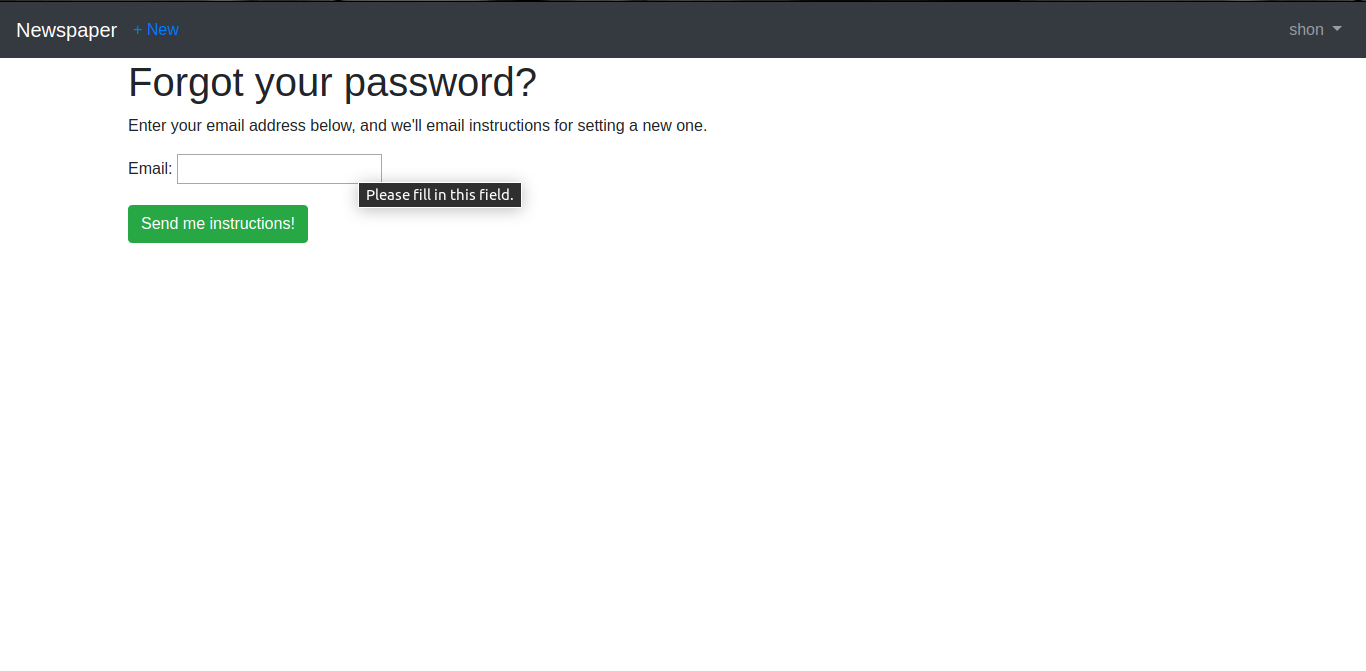 Newspaper + New shon
Forgot your password?
Enter your email address below, and we'll email instructions for setting a new one.
Email:
Please fill in this field.
Send me instructions!